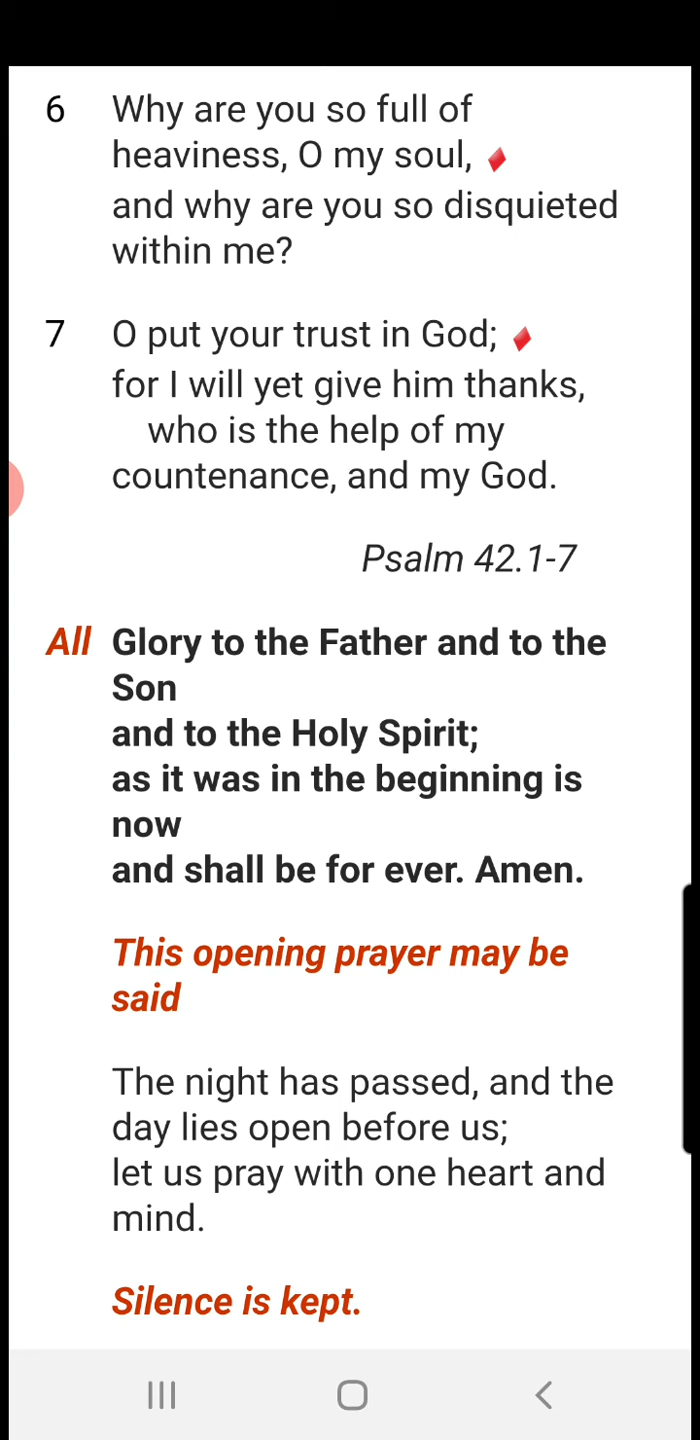 6 Why are you so full of
heaviness, O my soul, ♦
and why are you so disquieted
within me?
7 O put your trust in God; ♦
for I will yet give him thanks,
who is the help of my
countenance, and my God.
Psalm 42.1-7
All Glory to the Father and to the
Son
and to the Holy Spirit;
as it was in the beginning is
now
and shall be for ever. Amen.
This opening prayer may be
said
The night has passed, and the
day lies open before us;
let us pray with one heart and
mind.
Silence is kept.